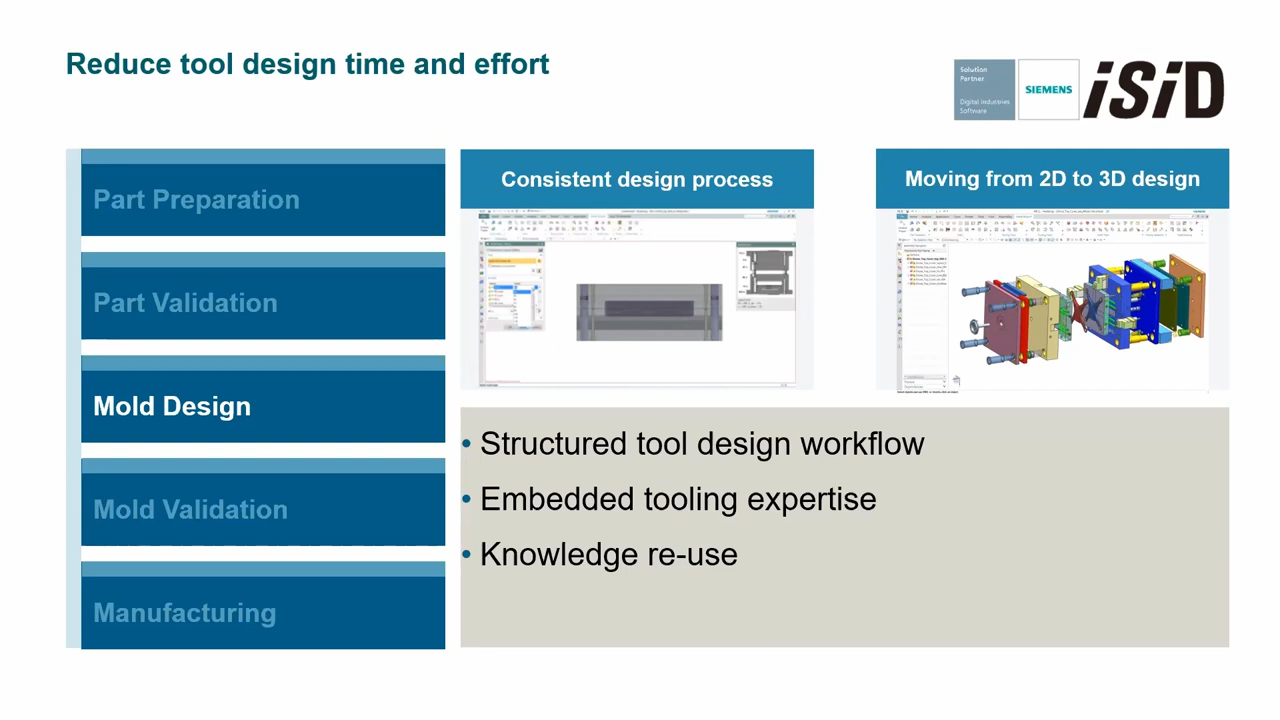 Reduce tool design time and effort
Solution
Partner
Digital Industries
Software
SIEMENS
iSiD
Part Preparation
Part Validation
Mold Design
Mold Validation
Manufacturing
Consistent design process
Moving from 2D to 3D design
• Structured tool design workflow
• Embedded tooling expertise
• Knowledge re-use